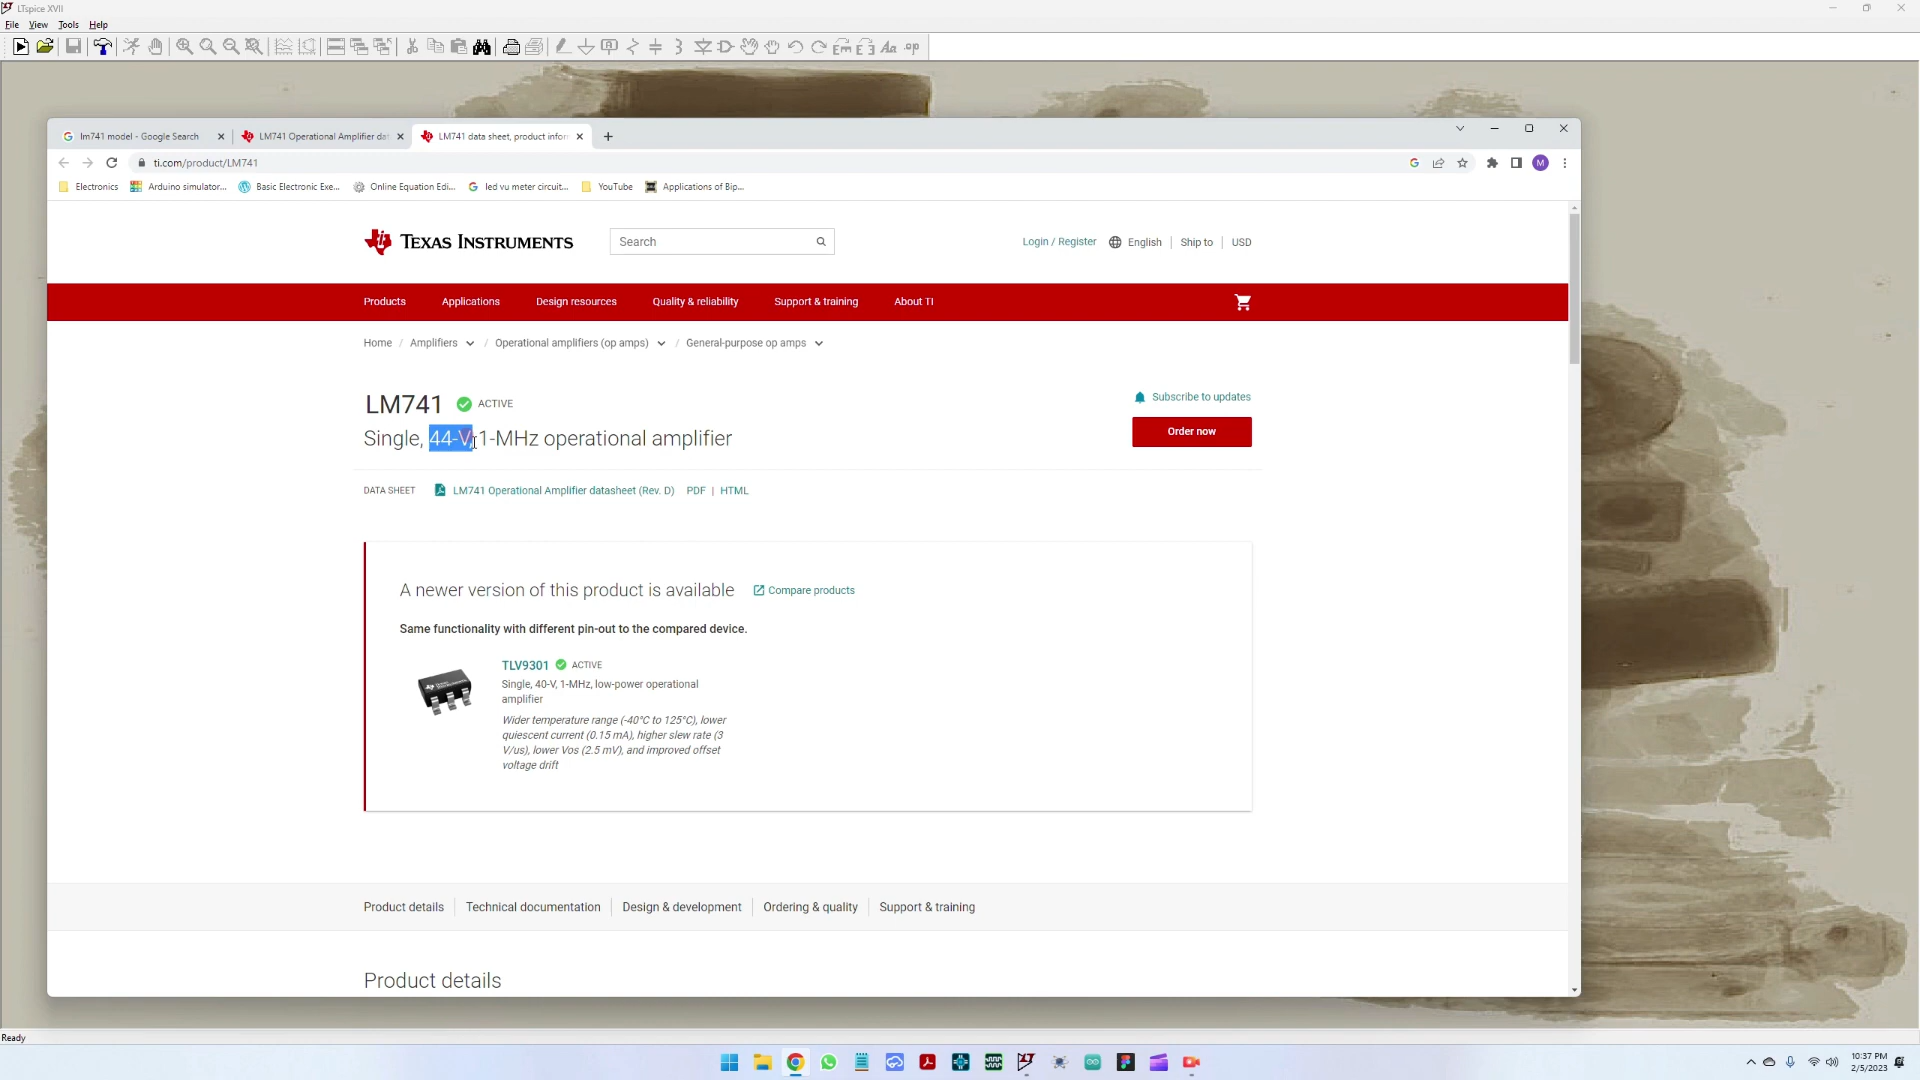 LTspice XVII
File View Tools Help
lm741 model - Google Search
LM741 Operational Amplifier dat
LM741 data sheet, product inforr
ti.com/product/LM741
M
Electronics
Arduino simulator...
Basic Electronic Exe...
Online Equation Edi...
led vu meter circuit...
YouTube
Applications of Bip...
TEXAS INSTRUMENTS
Search
Login / Register
English
Ship to
USD
Products
Applications
Design resources
Quality & reliability
Support & training
About TI
Home / Amplifiers / Operational amplifiers (op amps) / General-purpose op amps
LM741 ACTIVE
Subscribe to updates
Single, 44-V, 1-MHz operational amplifier
Order now
DATA SHEET LM741 Operational Amplifier datasheet (Rev. D) PDF | HTML
A newer version of this product is available Compare products
Same functionality with different pin-out to the compared device.
TLV9301 ACTIVE
Single, 40-V, 1-MHz, low-power operational
amplifier
Wider temperature range (-40°C to 125°C), lower
quiescent current (0.15 mA), higher slew rate (3
V/us), lower Vos (2.5 mV), and improved offset
voltage drift
Product details
Technical documentation
Design & development
Ordering & quality
Support & training
Product details
Ready
10:37 PM
2/5/2023